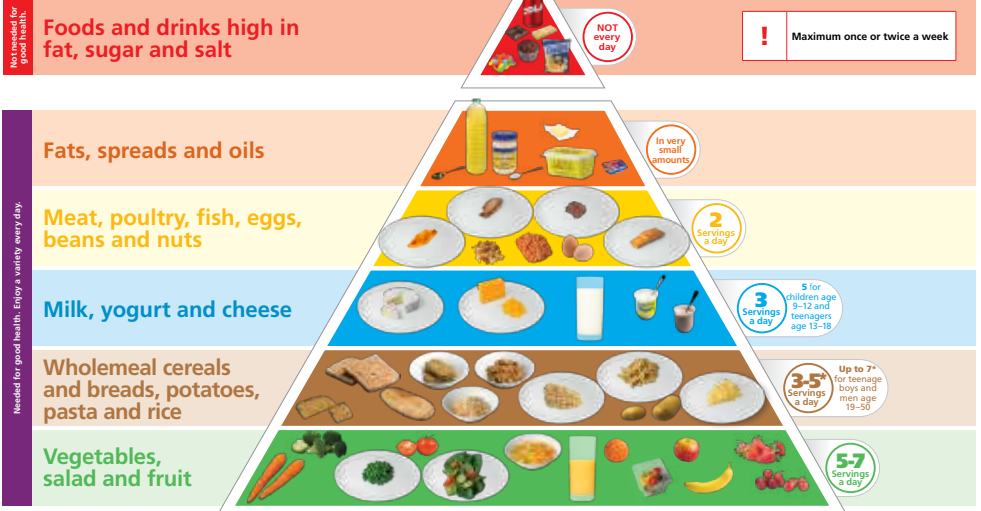 Not needed for
good health.
Foods and drinks high in
fat, sugar and salt
NOT
every
day
!
Maximum once or twice a week
Needed for good health. Enjoy a variety every day.
Fats, spreads and oils
In very
small
amounts
Meat, poultry, fish, eggs,
beans and nuts
2
Servings
a day
Milk, yogurt and cheese
3
Servings
a day
5 for
children age
9–12 and
teenagers
age 13–18
Wholemeal cereals
and breads, potatoes,
pasta and rice
3-5*
Servings
a day
Up to 7*
for teenage
boys and
men age
19–50
Vegetables,
salad and fruit
5-7
Servings
a day